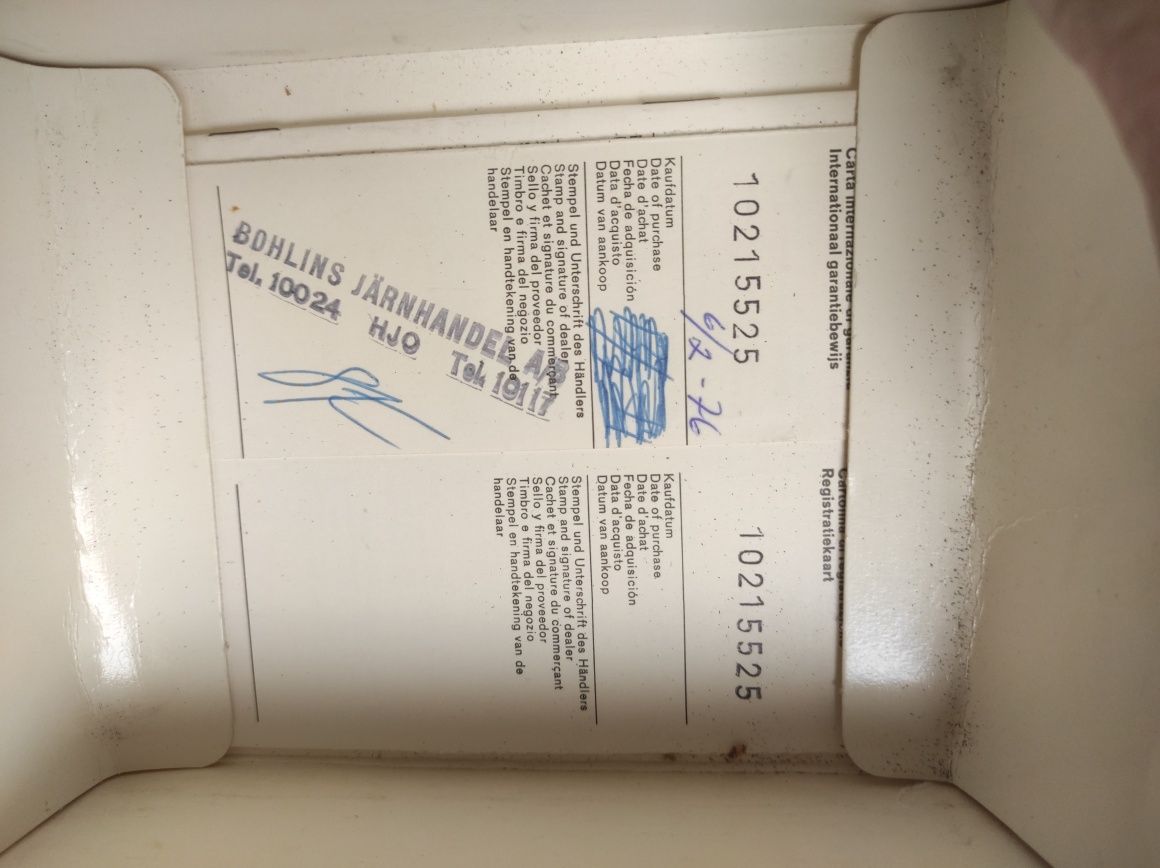 Carta internazionale di garanzia
Internationaal garantiebewijs
10215525
6/2 - 76
Kaufdatum
Date of purchase
Date d'achat
Fecha de adquisición
Data d'acquisto
Datum van aankoop
Stempel und Unterschrift des Händlers
Stamp and signature of dealer
Cachet et signature du commerçant
Sello y firma del proveedor
Timbro e firma del negozio
Stempel en handtekening van de
handelaar
BOHLINS JÄRNHANDEL A/B
Tel. 10024 HJO Tel. 10117
Registratiekaart
10215525
Kaufdatum
Date of purchase
Date d'achat
Fecha de adquisición
Data d'acquisto
Datum van aankoop
Stempel und Unterschrift des Händlers
Stamp and signature of dealer
Cachet et signature du commerçant
Sello y firma del proveedor
Timbro e firma del negozio
Stempel en handtekening van de
handelaar